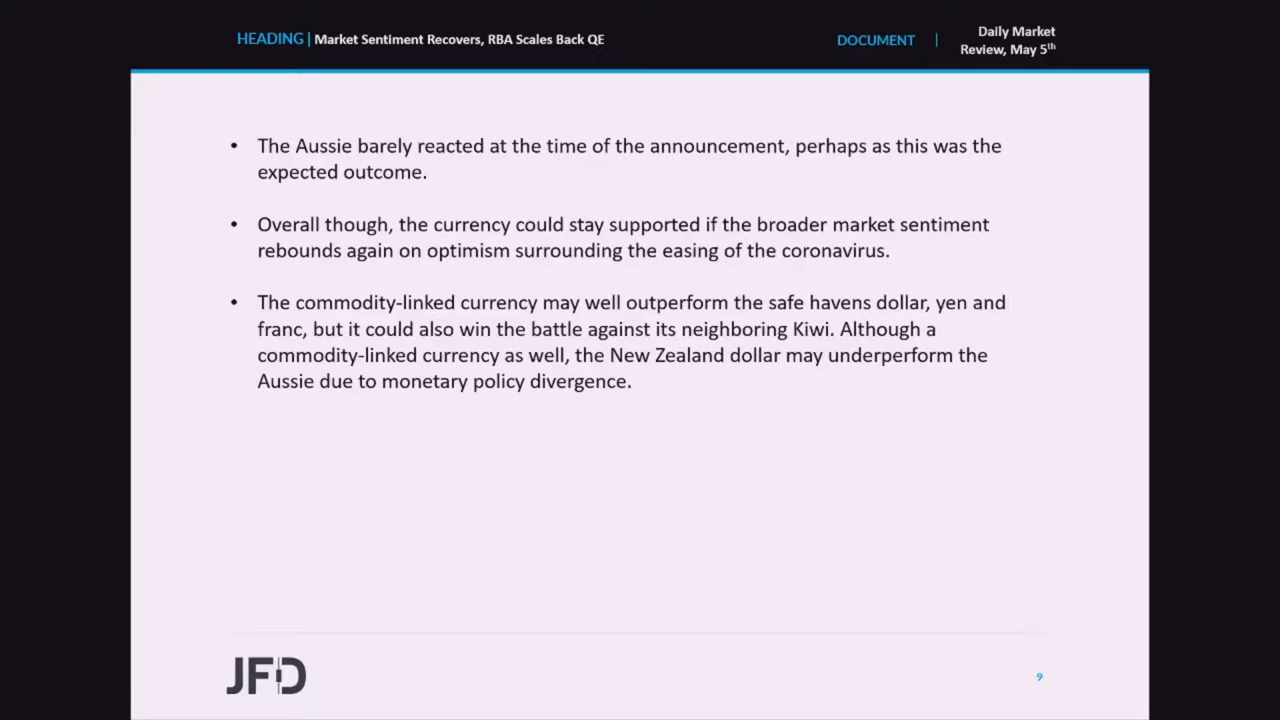 HEADING | Market Sentiment Recovers, RBA Scales Back QE
DOCUMENT | Daily Market
Review, May 5th
• The Aussie barely reacted at the time of the announcement, perhaps as this was the
expected outcome.
• Overall though, the currency could stay supported if the broader market sentiment
rebounds again on optimism surrounding the easing of the coronavirus.
• The commodity-linked currency may well outperform the safe havens dollar, yen and
franc, but it could also win the battle against its neighboring Kiwi. Although a
commodity-linked currency as well, the New Zealand dollar may underperform the
Aussie due to monetary policy divergence.
JFD
9